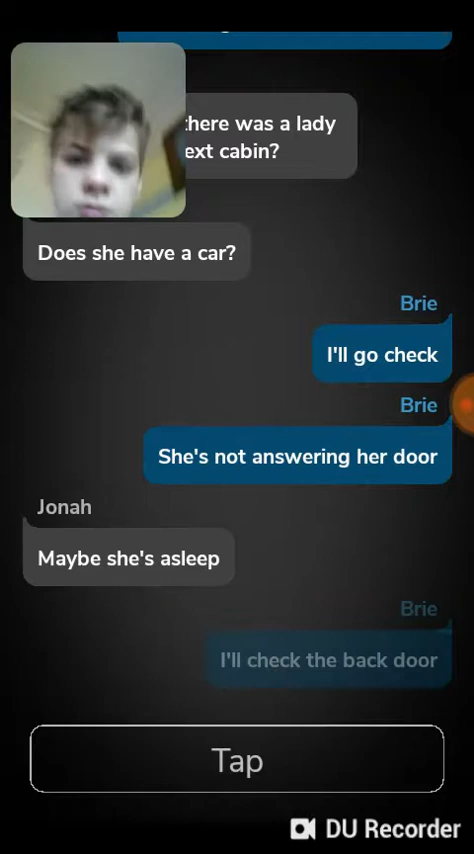 there was a lady
ext cabin?
Does she have a car?
Brie
I'll go check
Brie
She's not answering her door
Jonah
Maybe she's asleep
Brie
I'll check the back door
Tap
DU Recorder